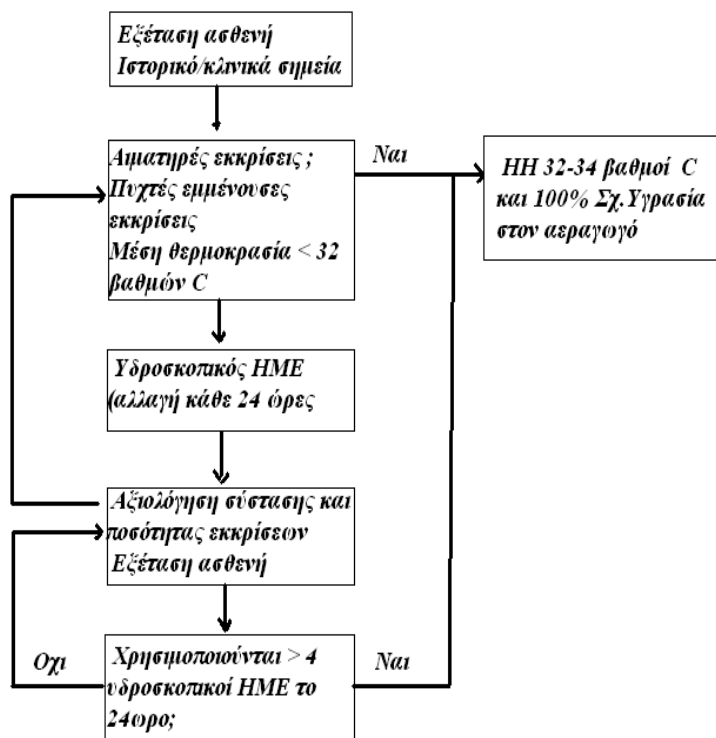 Εξέταση ασθενή
Ιστορικό/κλινικά σημεία
Αιματηρές εκκρίσεις ;
Πυχτές εμμένουσες
εκκρίσεις
Μέση θερμοκρασία < 32
βαθμών C
Ναι
ΗΗ 32-34 βαθμοί C
και 100% Σχ.Υγρασία
στον αεραγωγό
Υδροσκοπικός ΗΜΕ
(αλλαγή κάθε 24 ώρες
Αξιολόγηση σύστασης και
ποσότητας εκκρίσεων
Εξέταση ασθενή
Οχι
Χρησιμοποιούνται > 4
υδροσκοπικοί ΗΜΕ το
24ωρο;
Ναι